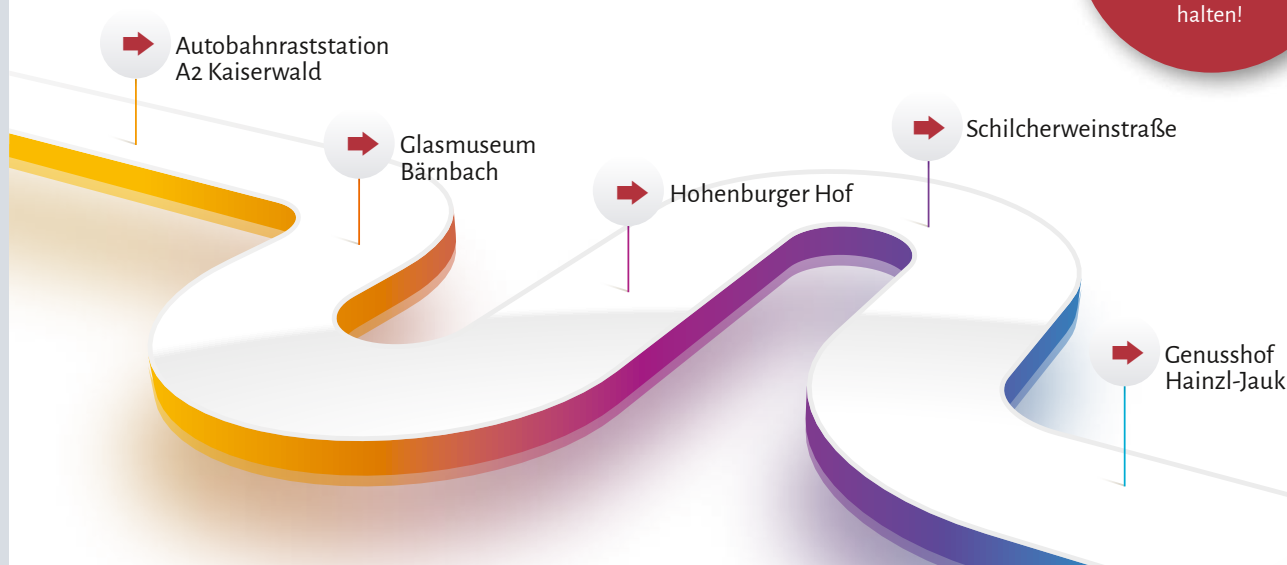 halten!
Autobahnraststation
A2 Kaiserwald
Glasmuseum
Bärnbach
Hohenburger Hof
Schilcherweinstraße
Genusshof
Hainzl-Jauk